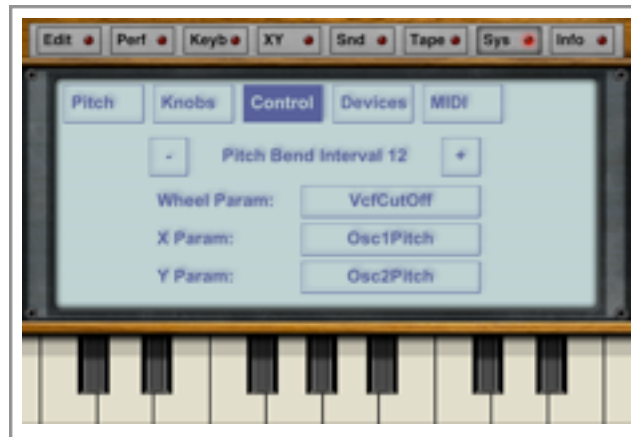 Edit Perf Keyb XY Snd Tape Sys Info
Pitch Knobs Control Devices MIDI
- Pitch Bend Interval 12 +
Wheel Param: VcfCutOff
X Param: Osc1Pitch
Y Param: Osc2Pitch